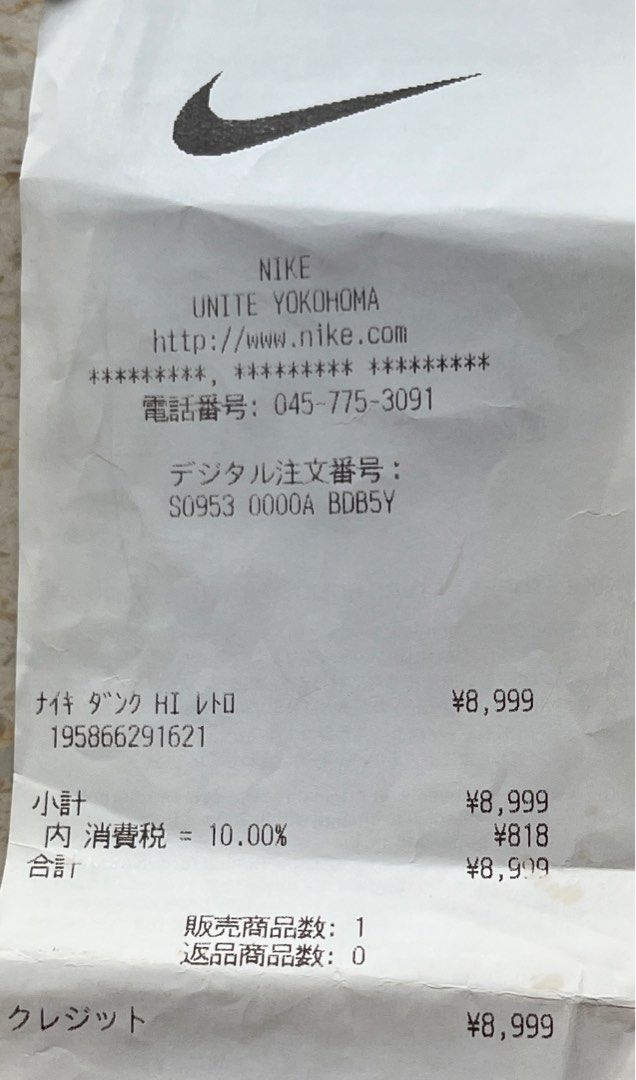 NIKE
UNITE YOKOHOMA
http://www.nike.com
*********, ********* *********
電話番号: 045-775-3091
デジタル注文番号:
S0953 0000A BDB5Y
ﾅｲｷ ﾀﾞﾝｸ HI ﾚﾄﾛ ¥8,999
195866291621
小計 ¥8,999
内 消費税 = 10.00% ¥818
合計 ¥8,999
販売商品数: 1
返品商品数: 0
クレジット ¥8,999